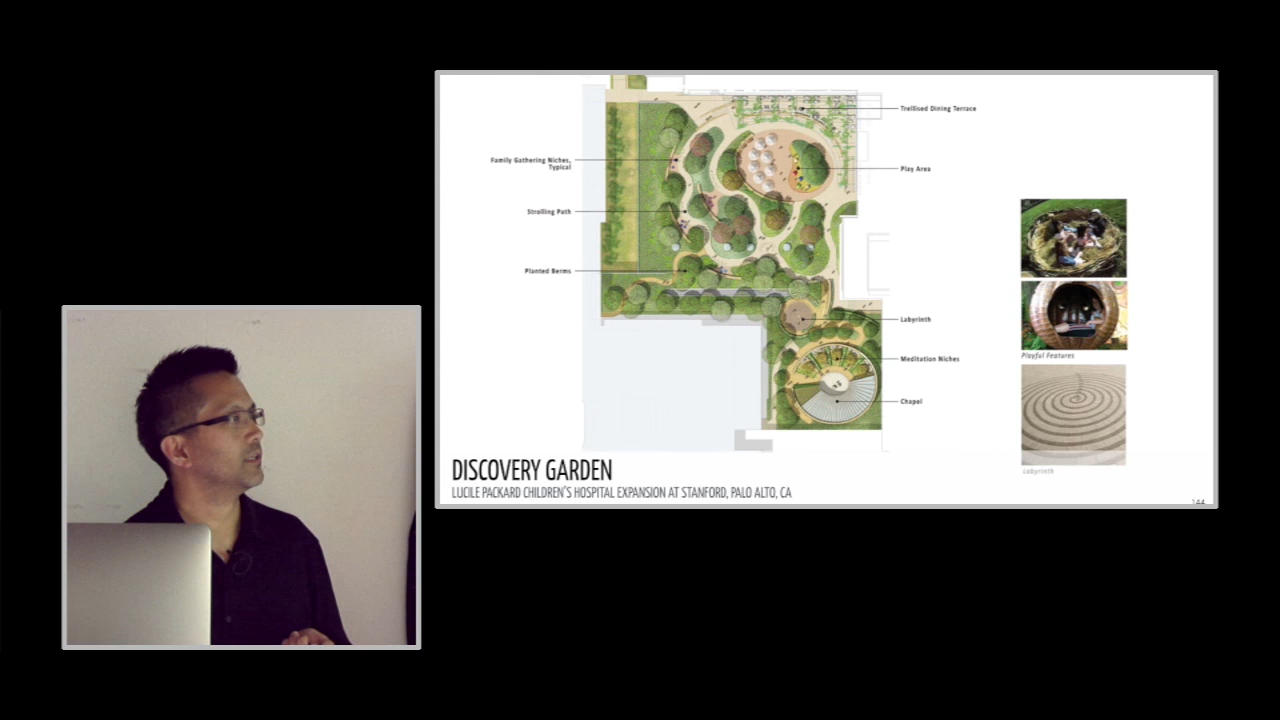 Trellised Dining Terrace
Family Gathering Niches,
Typical
Play Area
Strolling Path
Planted Berms
Labyrinth
Meditation Niches
Playful Features
Chapel
Labyrinth
DISCOVERY GARDEN
LUCILE PACKARD CHILDREN'S HOSPITAL EXPANSION AT STANFORD, PALO ALTO, CA
144